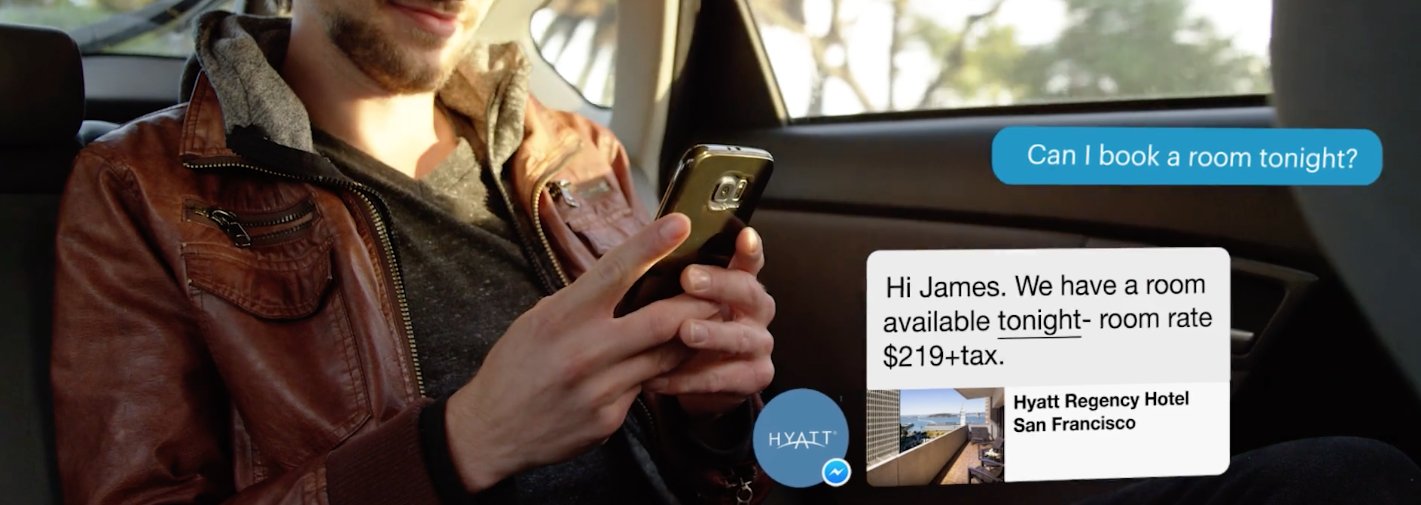 Can I book a room tonight?
Hi James. We have a room
available tonight- room rate
$219+tax.
HYATT
Hyatt Regency Hotel
San Francisco